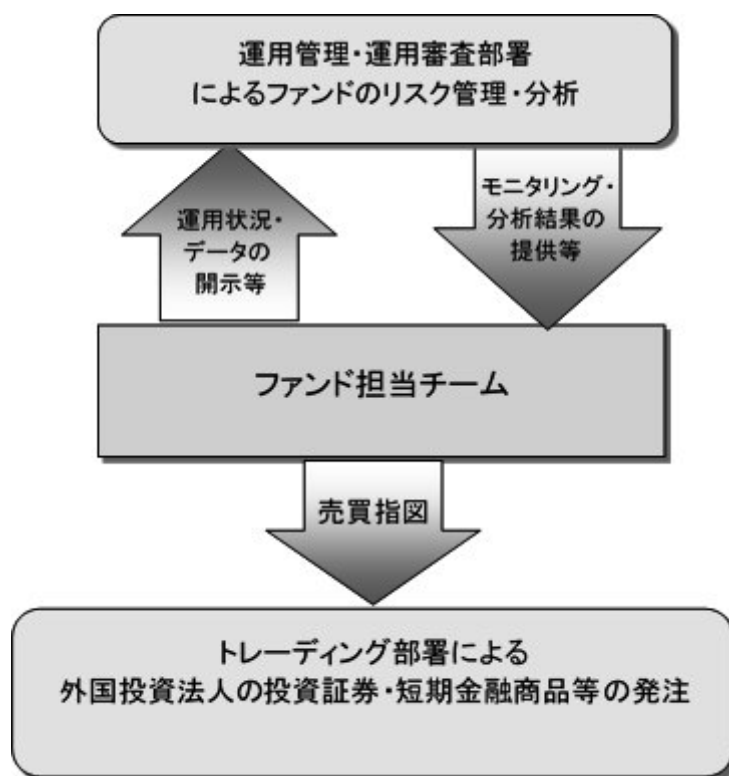 運用管理・運用審査部署
によるファンドのリスク管理・分析
運用状況・
データの
開示等
モニタリング・
分析結果の
提供等
ファンド担当チーム
売買指図
トレーディング部署による
外国投資法人の投資証券・短期金融商品等の発注